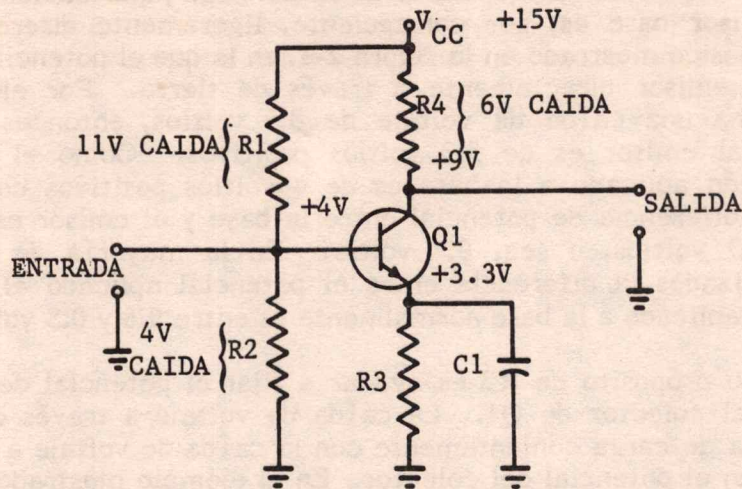 VCC +15V
R4 6V CAIDA
11V CAIDA R1
+9V
+4V
SALIDA
Q1
ENTRADA
+3.3V
4V
CAIDA R2
R3
C1